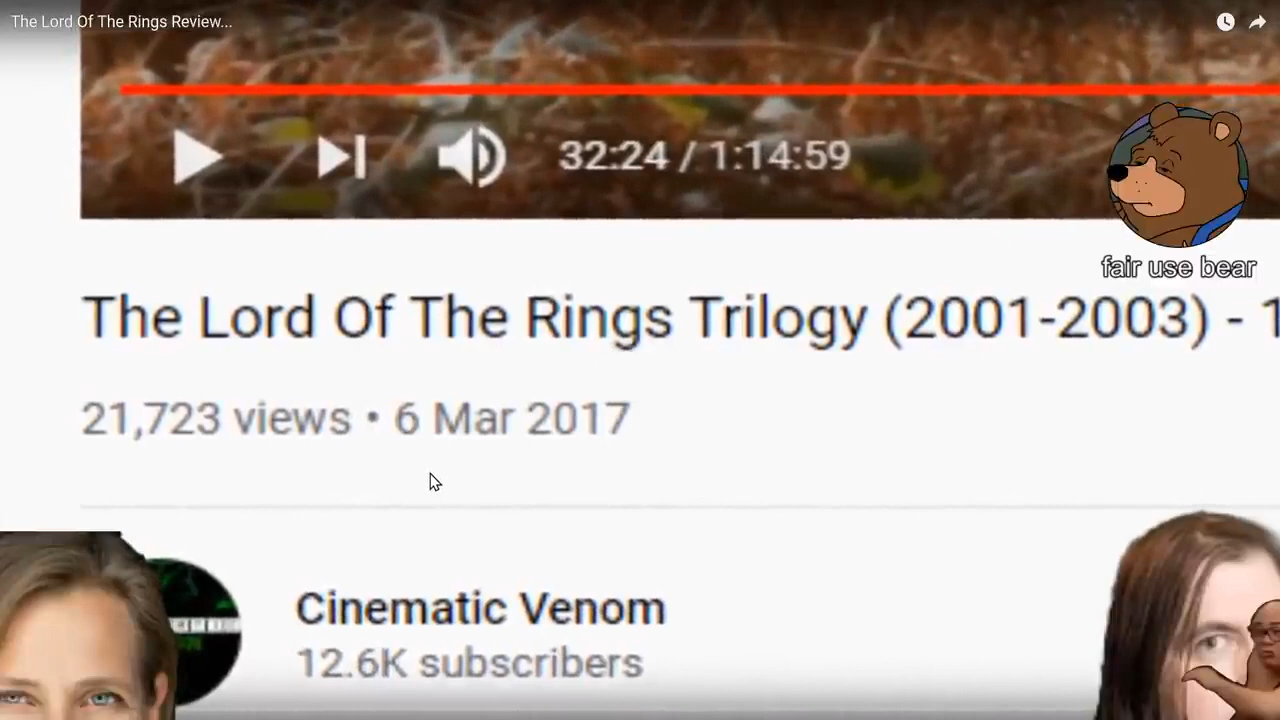 The Lord Of The Rings Review...
32:24 / 1:14:59
fair use bear
The Lord Of The Rings Trilogy (2001-2003) - 1
21,723 views • 6 Mar 2017
Cinematic Venom
12.6K subscribers